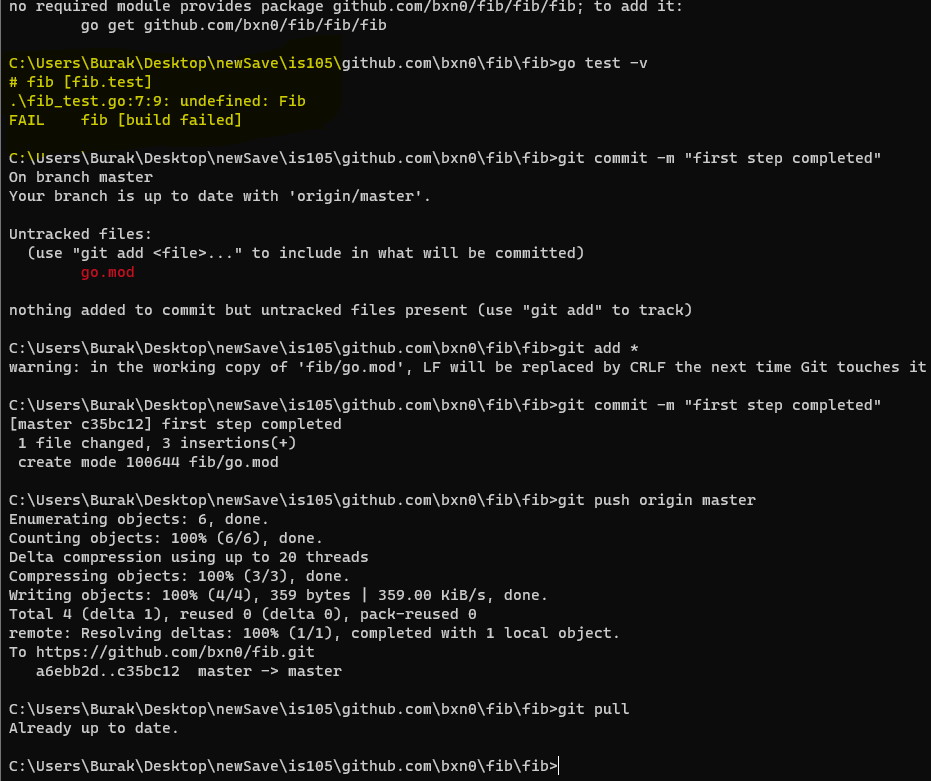 no required module provides package github.com/bxn0/fib/fib/fib; to add it:
        go get github.com/bxn0/fib/fib/fib

C:\Users\Burak\Desktop\newSave\is105\github.com\bxn0\fib\fib>go test -v
# fib [fib.test]
.\fib_test.go:7:9: undefined: Fib
FAIL    fib [build failed]

C:\Users\Burak\Desktop\newSave\is105\github.com\bxn0\fib\fib>git commit -m "first step completed"
On branch master
Your branch is up to date with 'origin/master'.

Untracked files:
  (use "git add <file>..." to include in what will be committed)
        go.mod

nothing added to commit but untracked files present (use "git add" to track)

C:\Users\Burak\Desktop\newSave\is105\github.com\bxn0\fib\fib>git add *
warning: in the working copy of 'fib/go.mod', LF will be replaced by CRLF the next time Git touches it

C:\Users\Burak\Desktop\newSave\is105\github.com\bxn0\fib\fib>git commit -m "first step completed"
[master c35bc12] first step completed
 1 file changed, 3 insertions(+)
 create mode 100644 fib/go.mod

C:\Users\Burak\Desktop\newSave\is105\github.com\bxn0\fib\fib>git push origin master
Enumerating objects: 6, done.
Counting objects: 100% (6/6), done.
Delta compression using up to 20 threads
Compressing objects: 100% (3/3), done.
Writing objects: 100% (4/4), 359 bytes | 359.00 KiB/s, done.
Total 4 (delta 1), reused 0 (delta 0), pack-reused 0
remote: Resolving deltas: 100% (1/1), completed with 1 local object.
To https://github.com/bxn0/fib.git
   a6ebb2d..c35bc12  master -> master

C:\Users\Burak\Desktop\newSave\is105\github.com\bxn0\fib\fib>git pull
Already up to date.

C:\Users\Burak\Desktop\newSave\is105\github.com\bxn0\fib\fib>